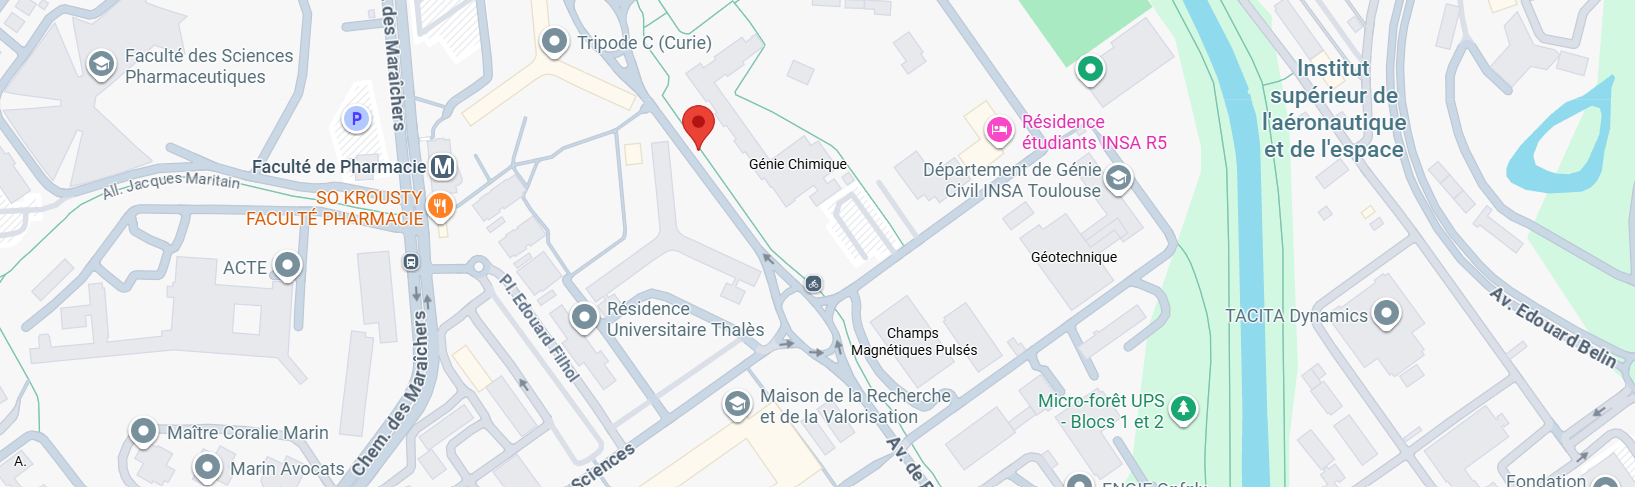 des Maraîchers
Faculté des Sciences
Pharmaceutiques
Tripode C (Curie)
P
Faculté de Pharmacie
M
All. Jacques Maritain
SO KROUSTY
FACULTÉ PHARMACIE
ACTE
Génie Chimique
Résidence
étudiants INSA R5
Département de Génie
Civil INSA Toulouse
Institut
supérieur de
l'aéronautique
et de l'espace
Géotechnique
Pl. Edouard Filhol
Résidence
Universitaire Thalès
Champs
Magnétiques Pulsés
TACITA Dynamics
Av. Edouard Belin
Chem. des Maraîchers
Maison de la Recherche
et de la Valorisation
Micro-forêt UPS
- Blocs 1 et 2
Maître Coralie Marin
Marin Avocats
A.
Sciences
Av. de
Fondation